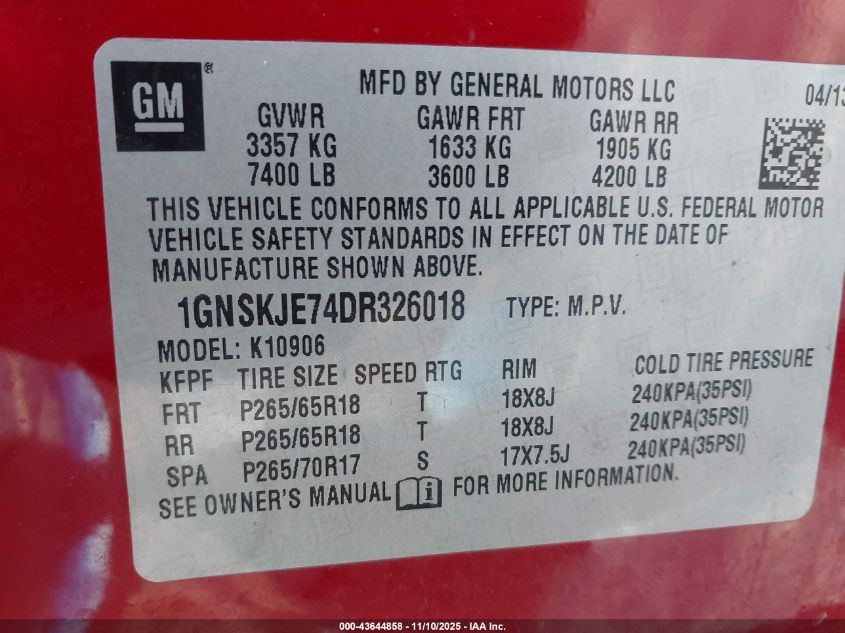 GM ®
MFD BY GENERAL MOTORS LLC 04/13
GVWR GAWR FRT GAWR RR
3357 KG 1633 KG 1905 KG
7400 LB 3600 LB 4200 LB
THIS VEHICLE CONFORMS TO ALL APPLICABLE U.S. FEDERAL MOTOR
VEHICLE SAFETY STANDARDS IN EFFECT ON THE DATE OF
MANUFACTURE SHOWN ABOVE.
1GNSKJE74DR326018 TYPE: M.P.V.
MODEL: K10906
KFPF TIRE SIZE SPEED RTG RIM COLD TIRE PRESSURE
FRT P265/65R18 T 18X8J 240KPA(35PSI)
RR P265/65R18 T 18X8J 240KPA(35PSI)
SPA P265/70R17 S 17X7.5J 240KPA(35PSI)
SEE OWNER'S MANUAL i FOR MORE INFORMATION.
000-43644858 - 11/10/2025 - IAA Inc.